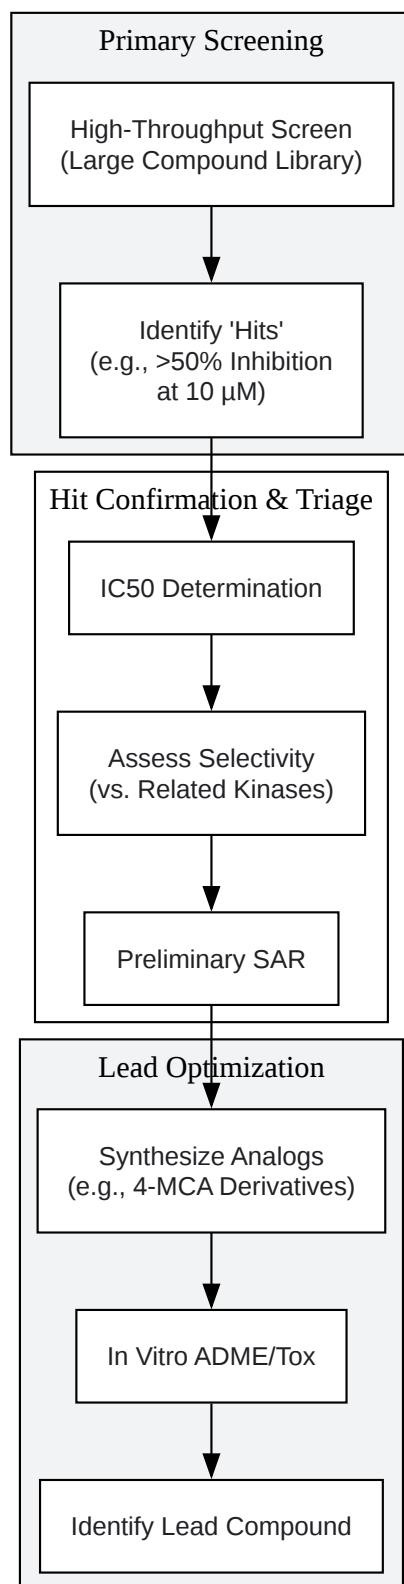 Primary Screening
High-Throughput Screen
(Large Compound Library)
Identify 'Hits'
(e.g., >50% Inhibition
at 10 µM)
Hit Confirmation & Triage
IC50 Determination
Assess Selectivity
(vs. Related Kinases)
Preliminary SAR
Lead Optimization
Synthesize Analogs
(e.g., 4-MCA Derivatives)
In Vitro ADME/Tox
Identify Lead Compound